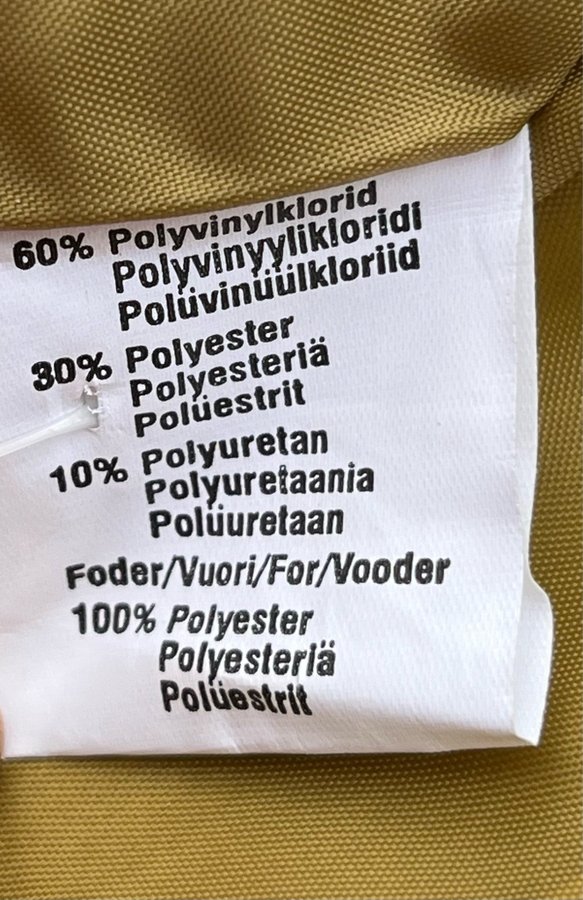 60% Polyvinylklorid
Polyvinyylikloridi
Polüvinüülkloriid
30% Polyester
Polyesteriä
Polüestrit
10% Polyuretan
Polyuretaania
Polüuretaan
Foder/Vuori/For/Vooder
100% Polyester
Polyesteriä
Polüestrit